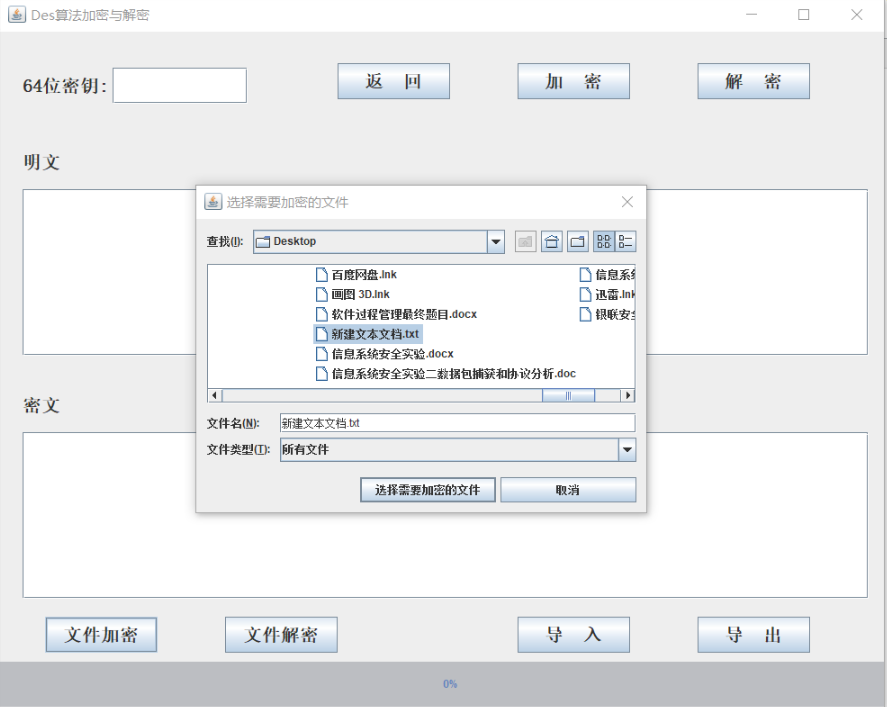 Des算法加密与解密
64位密钥:
返 回
加 密
解 密
明文
选择需要加密的文件
查找(I):
Desktop
百度网盘.lnk
画图 3D.lnk
软件过程管理最终题目.docx
新建文本文档.txt
信息系统安全实验.docx
信息系统安全实验二数据包捕获和协议分析.doc
信息系统
迅雷.lnk
银联安全
文件名(N):
新建文本文档.txt
文件类型(T):
所有文件
选择需要加密的文件
取消
密文
文件加密
文件解密
导 入
导 出
0%